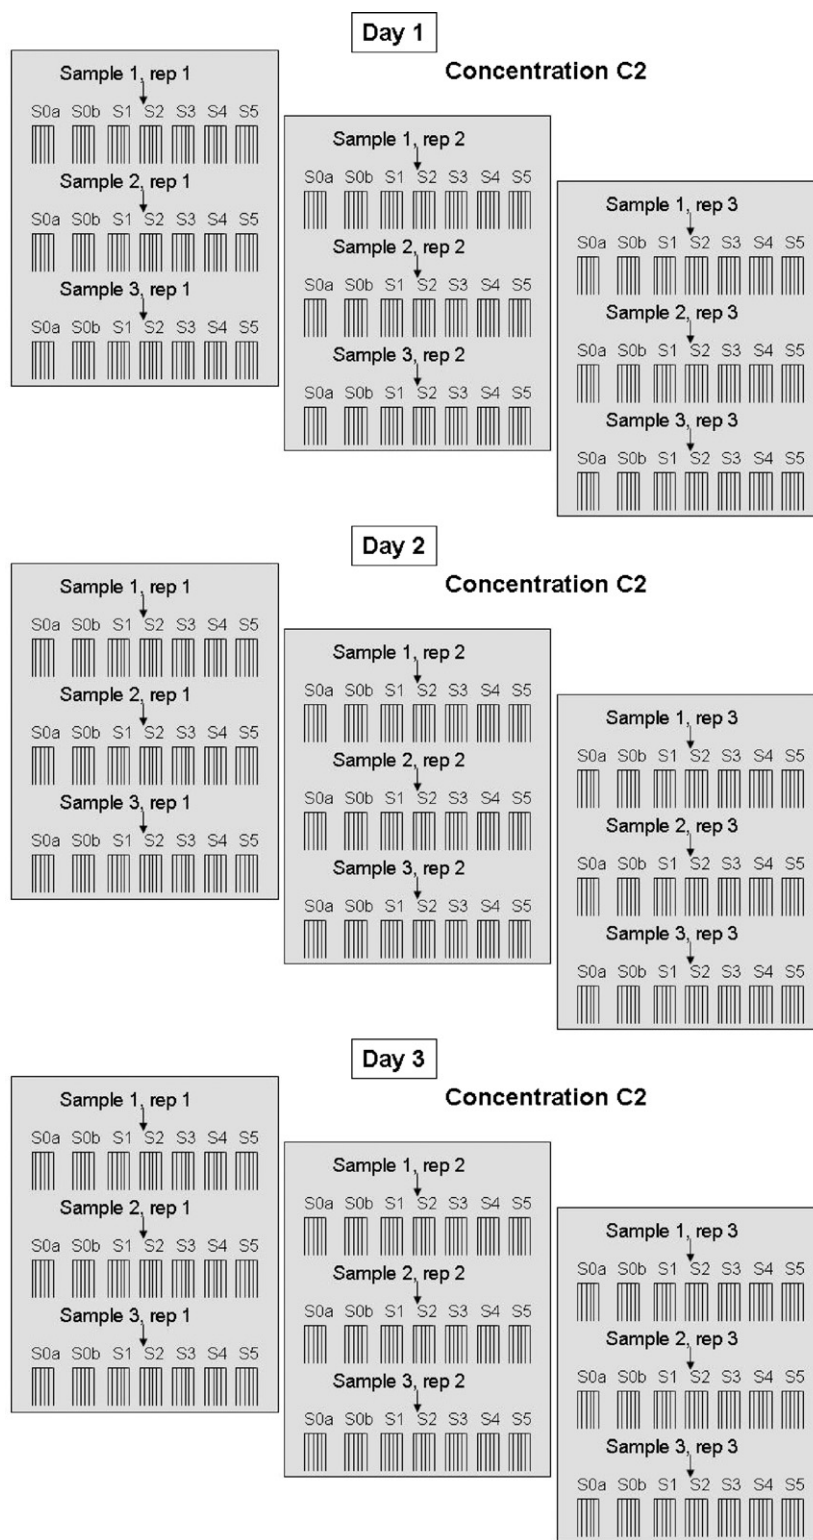 Day 1
Concentration C2
Sample 1, rep 1
S0a S0b S1 S2 S3 S4 S5
Sample 2, rep 1
S0a S0b S1 S2 S3 S4 S5
Sample 3, rep 1
S0a S0b S1 S2 S3 S4 S5
Sample 1, rep 2
S0a S0b S1 S2 S3 S4 S5
Sample 2, rep 2
S0a S0b S1 S2 S3 S4 S5
Sample 3, rep 2
S0a S0b S1 S2 S3 S4 S5
Sample 1, rep 3
S0a S0b S1 S2 S3 S4 S5
Sample 2, rep 3
S0a S0b S1 S2 S3 S4 S5
Sample 3, rep 3
S0a S0b S1 S2 S3 S4 S5
Day 2
Concentration C2
Sample 1, rep 1
S0a S0b S1 S2 S3 S4 S5
Sample 2, rep 1
S0a S0b S1 S2 S3 S4 S5
Sample 3, rep 1
S0a S0b S1 S2 S3 S4 S5
Sample 1, rep 2
S0a S0b S1 S2 S3 S4 S5
Sample 2, rep 2
S0a S0b S1 S2 S3 S4 S5
Sample 3, rep 2
S0a S0b S1 S2 S3 S4 S5
Sample 1, rep 3
S0a S0b S1 S2 S3 S4 S5
Sample 2, rep 3
S0a S0b S1 S2 S3 S4 S5
Sample 3, rep 3
S0a S0b S1 S2 S3 S4 S5
Day 3
Concentration C2
Sample 1, rep 1
S0a S0b S1 S2 S3 S4 S5
Sample 2, rep 1
S0a S0b S1 S2 S3 S4 S5
Sample 3, rep 1
S0a S0b S1 S2 S3 S4 S5
Sample 1, rep 2
S0a S0b S1 S2 S3 S4 S5
Sample 2, rep 2
S0a S0b S1 S2 S3 S4 S5
Sample 3, rep 2
S0a S0b S1 S2 S3 S4 S5
Sample 1, rep 3
S0a S0b S1 S2 S3 S4 S5
Sample 2, rep 3
S0a S0b S1 S2 S3 S4 S5
Sample 3, rep 3
S0a S0b S1 S2 S3 S4 S5